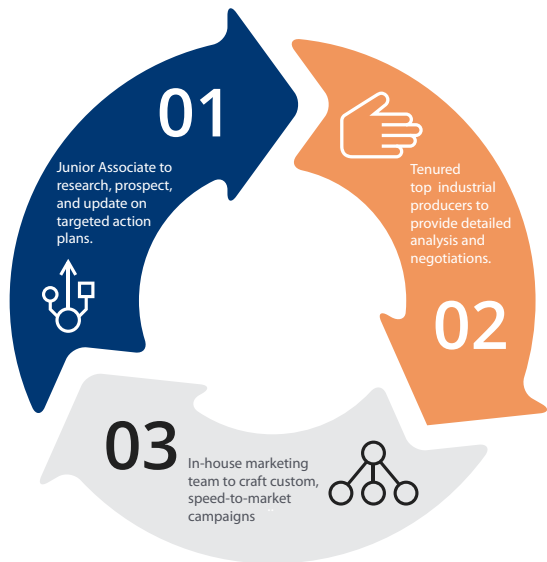 01
Junior Associate to
research, prospect,
and update on
targeted action
plans.
Tenured
top industrial
producers to
provide detailed
analysis and
negotiations.
02
03
In-house marketing
team to craft custom,
speed-to-market
campaigns